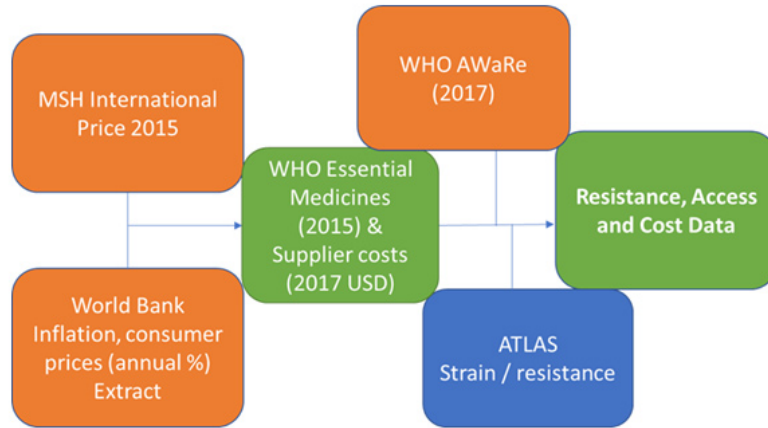 MSH International
Price 2015
WHO AWaRe
(2017)
WHO Essential
Medicines
(2015) &
Supplier costs
(2017 USD)
Resistance, Access
and Cost Data
World Bank
Inflation, consumer
prices (annual %)
Extract
ATLAS
Strain / resistance